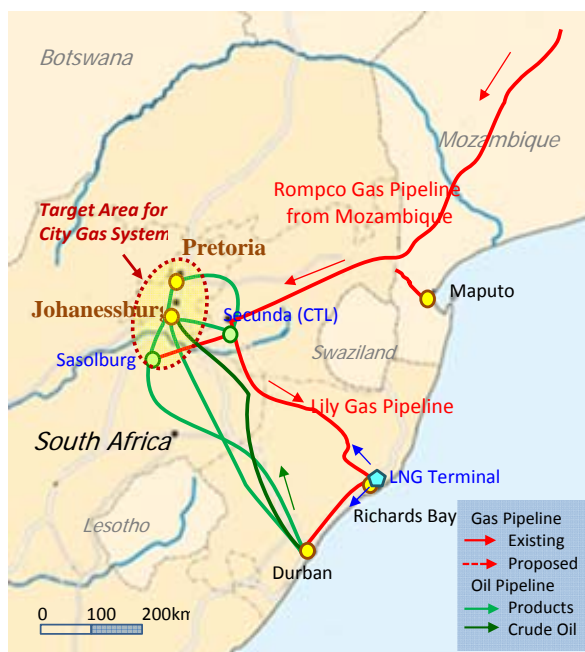 Botswana
Mozambique
Rompco Gas Pipeline
from Mozambique
Target Area for
City Gas System
Pretoria
Maputo
Johanessburg
Secunda (CTL)
Swaziland
Sasolburg
Lily Gas Pipeline
South Africa
LNG Terminal
Richards Bay
Lesotho
Durban
Gas Pipeline
Existing
Proposed
Oil Pipeline
Products
Crude Oil
0 100 200km